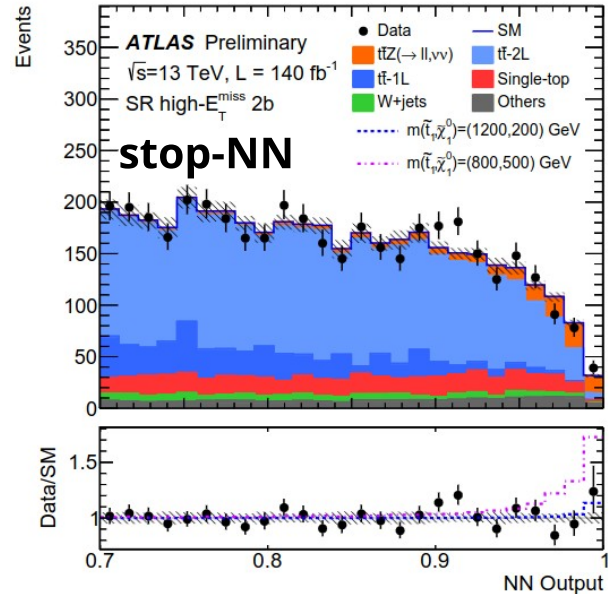 Events
350
300
250
200
150
100
50
0
ATLAS Preliminary
√s=13 TeV, L = 140 fb⁻¹
SR high-E_T^miss 2b
stop-NN
Data
SM
tt̄Z(→ ll,νν)
tt̄-2L
tt̄-1L
Single-top
W+jets
Others
m(t̃₁,χ̃₁⁰)=(1200,200) GeV
m(t̃₁,χ̃₁⁰)=(800,500) GeV
Data/SM
1.5
1
0.7
0.8
0.9
1
NN Output